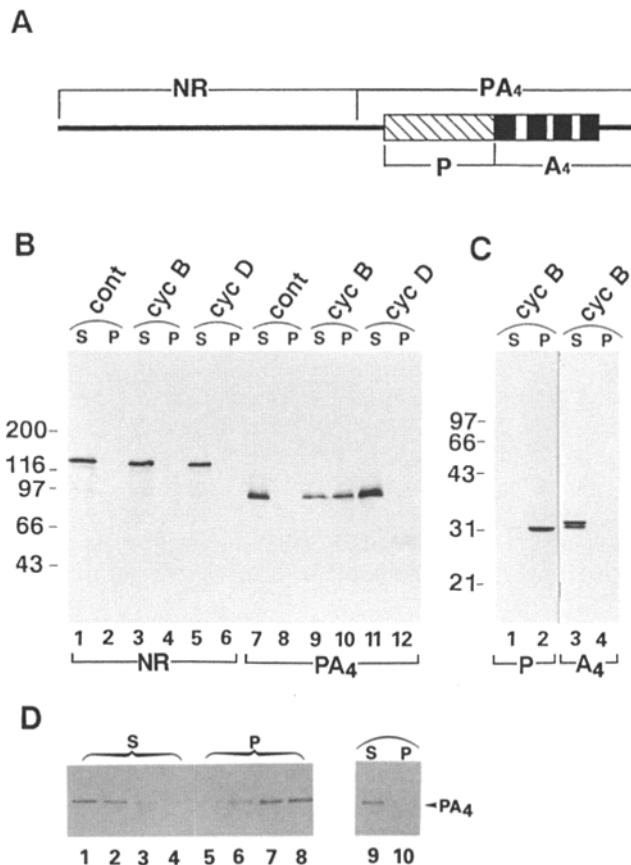 A
NR PA4
P A4
B
cont cyc B cyc D cont cyc B cyc D
S P S P S P S P S P S P
200-
116-
97-
66-
43-
1 2 3 4 5 6 7 8 9 10 11 12
NR PA4
C
cyc B cyc B
S P S P
97-
66-
43-
31-
21-
1 2 3 4
P A4
D
S P S P
PA4
1 2 3 4 5 6 7 8 9 10